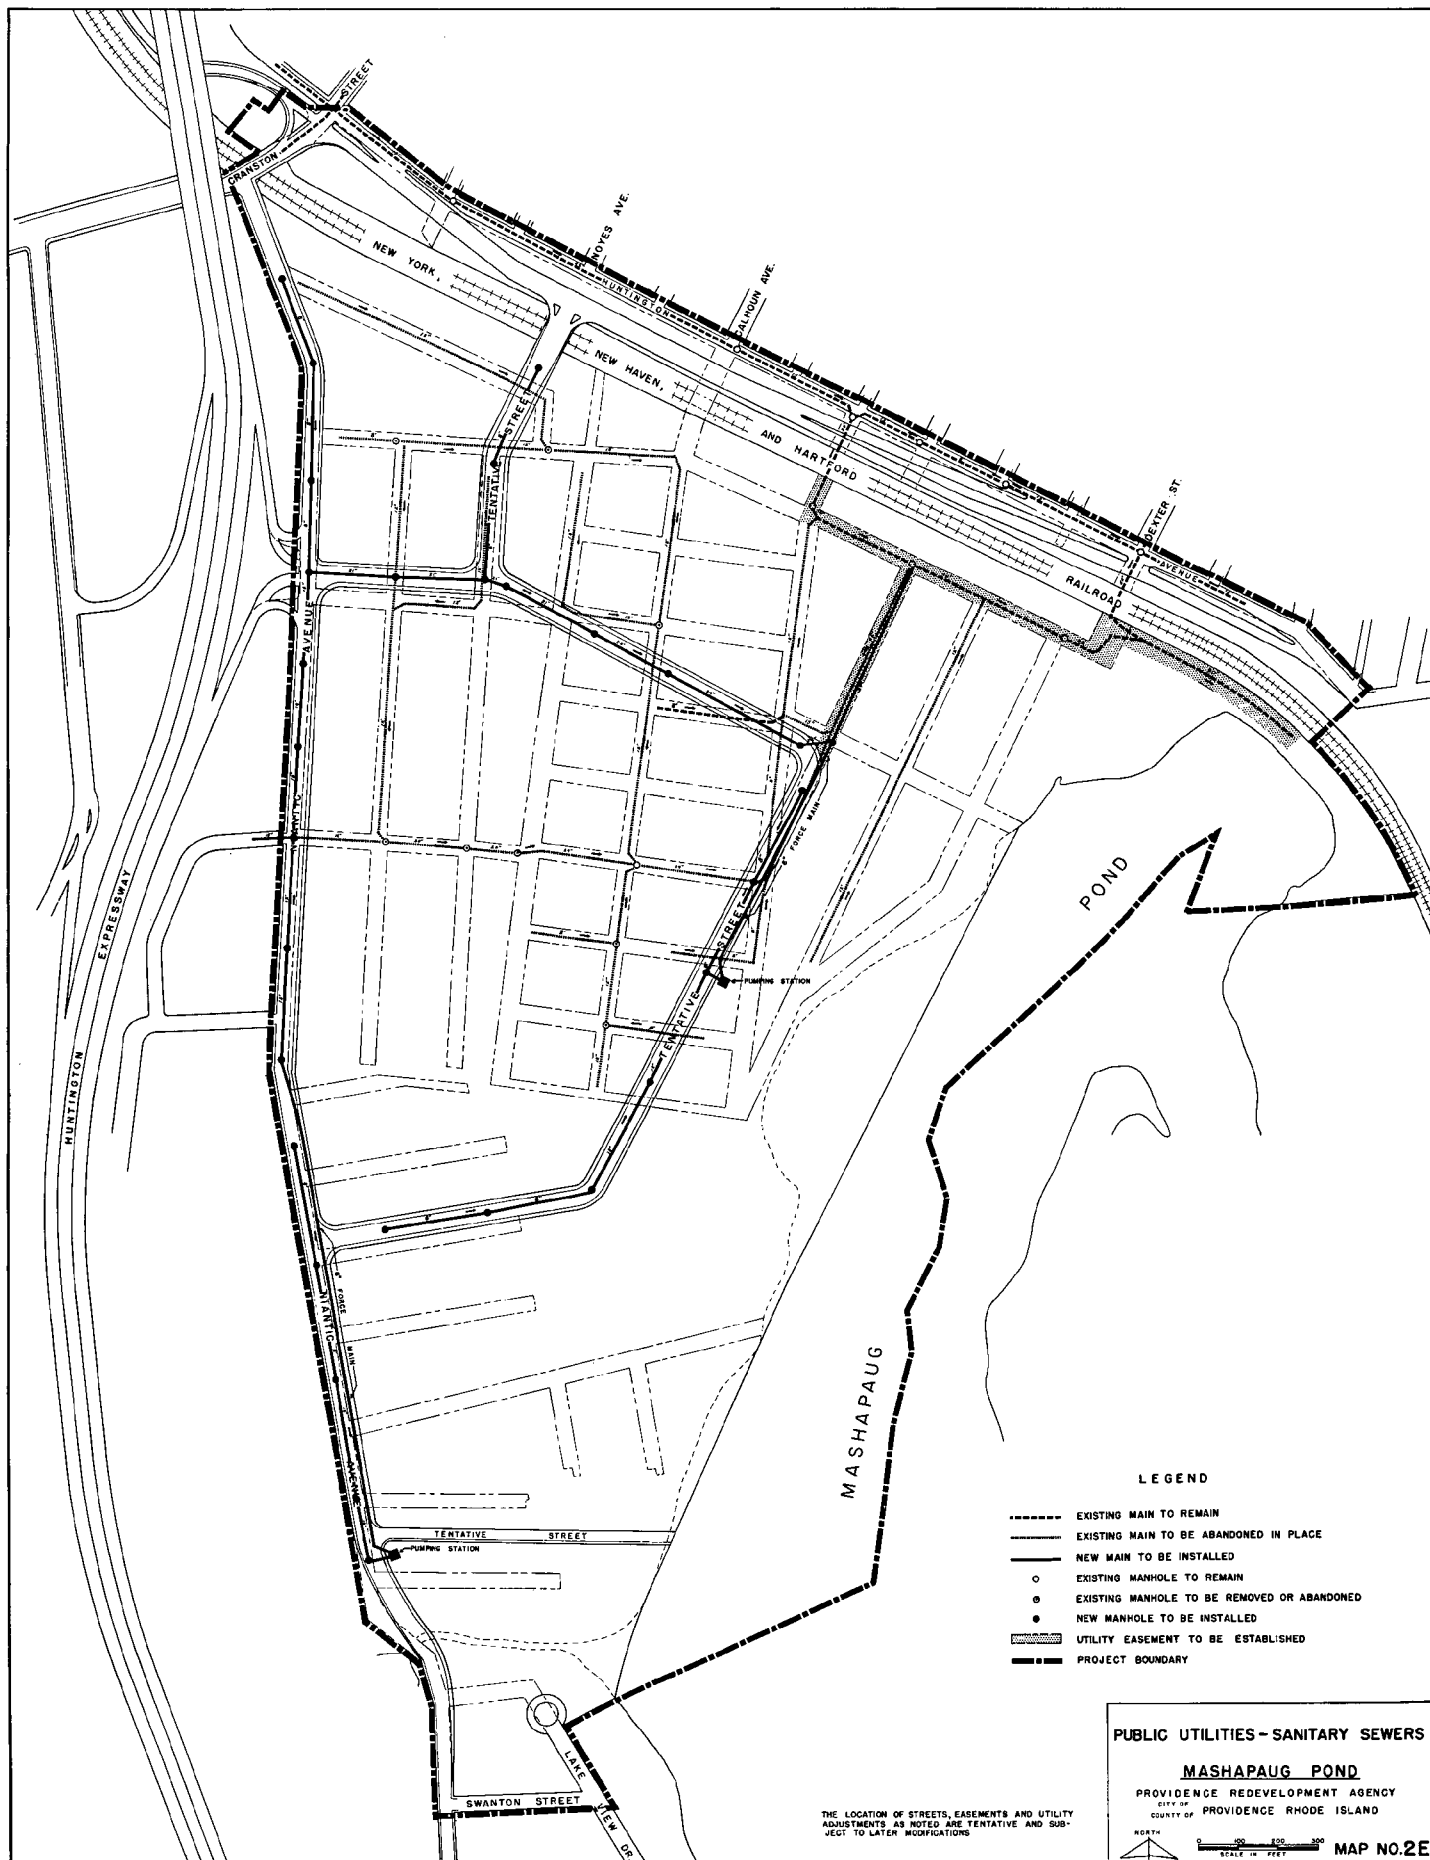 STREET
CRANSTON
NOYES AVE.
NEW YORK,
HUNTINGTON
CALHOUN AVE.
NEW HAVEN,
TENTATIVE STREET
AND HARTFORD
DEXTER ST.
AVENUE
RAILROAD
AVENUE
NIANTIC
6" FORCE MAIN
EXPRESSWAY
HUNTINGTON
POND
TENTATIVE STREET
PUMPING STATION
NIANTIC
6" FORCE MAIN
MASHAPAUG
AVENUE
TENTATIVE STREET
PUMPING STATION
LAKE VIEW DR.
SWANTON STREET
LEGEND
EXISTING MAIN TO REMAIN
EXISTING MAIN TO BE ABANDONED IN PLACE
NEW MAIN TO BE INSTALLED
EXISTING MANHOLE TO REMAIN
EXISTING MANHOLE TO BE REMOVED OR ABANDONED
NEW MANHOLE TO BE INSTALLED
UTILITY EASEMENT TO BE ESTABLISHED
PROJECT BOUNDARY
THE LOCATION OF STREETS, EASEMENTS AND UTILITY
ADJUSTMENTS AS NOTED ARE TENTATIVE AND SUB-
JECT TO LATER MODIFICATIONS
PUBLIC UTILITIES - SANITARY SEWERS
MASHAPAUG POND
PROVIDENCE REDEVELOPMENT AGENCY
CITY OF
COUNTY OF PROVIDENCE RHODE ISLAND
NORTH
0 100 200 300
SCALE IN FEET
MAP NO.2E